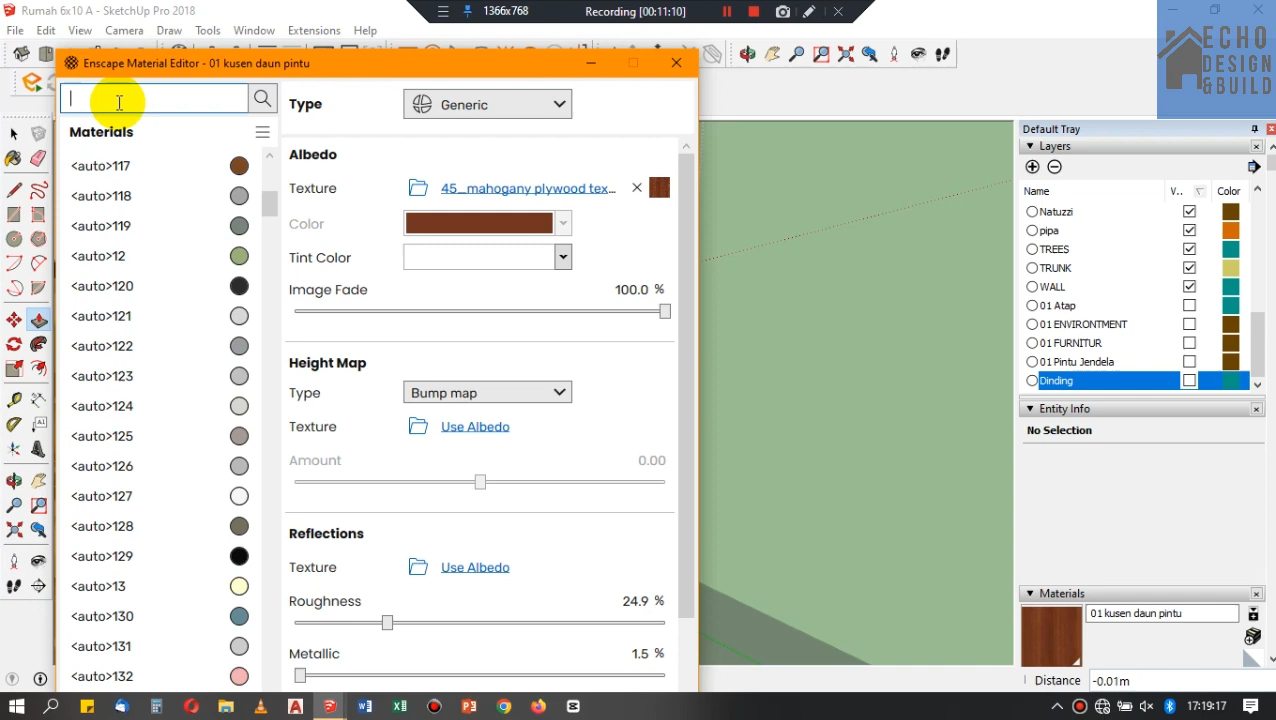 Rumah 6x10 A - SketchUp Pro 2018
1366x768
Recording [00:11:10]
File Edit View Camera Draw Tools Window Extensions Help
ECHO
DESIGN
&BUILD
Enscape Material Editor - 01 kusen daun pintu
Materials
<auto>117
<auto>118
<auto>119
<auto>12
<auto>120
<auto>121
<auto>122
<auto>123
<auto>124
<auto>125
<auto>126
<auto>127
<auto>128
<auto>129
<auto>13
<auto>130
<auto>131
<auto>132
Type Generic
Albedo
Texture 45_mahogany plywood tex...
Color
Tint Color
Image Fade 100.0 %
Height Map
Type Bump map
Texture Use Albedo
Amount 0.00
Reflections
Texture Use Albedo
Roughness 24.9 %
Metallic 1.5 %
Default Tray
Layers
Name V.. Color
Natuzzi
pipa
TREES
TRUNK
WALL
01 Atap
01 ENVIRONTMENT
01 FURNITUR
01 Pintu Jendela
Dinding
Entity Info
No Selection
Materials
01 kusen daun pintu
Distance -0.01m
17:19:17